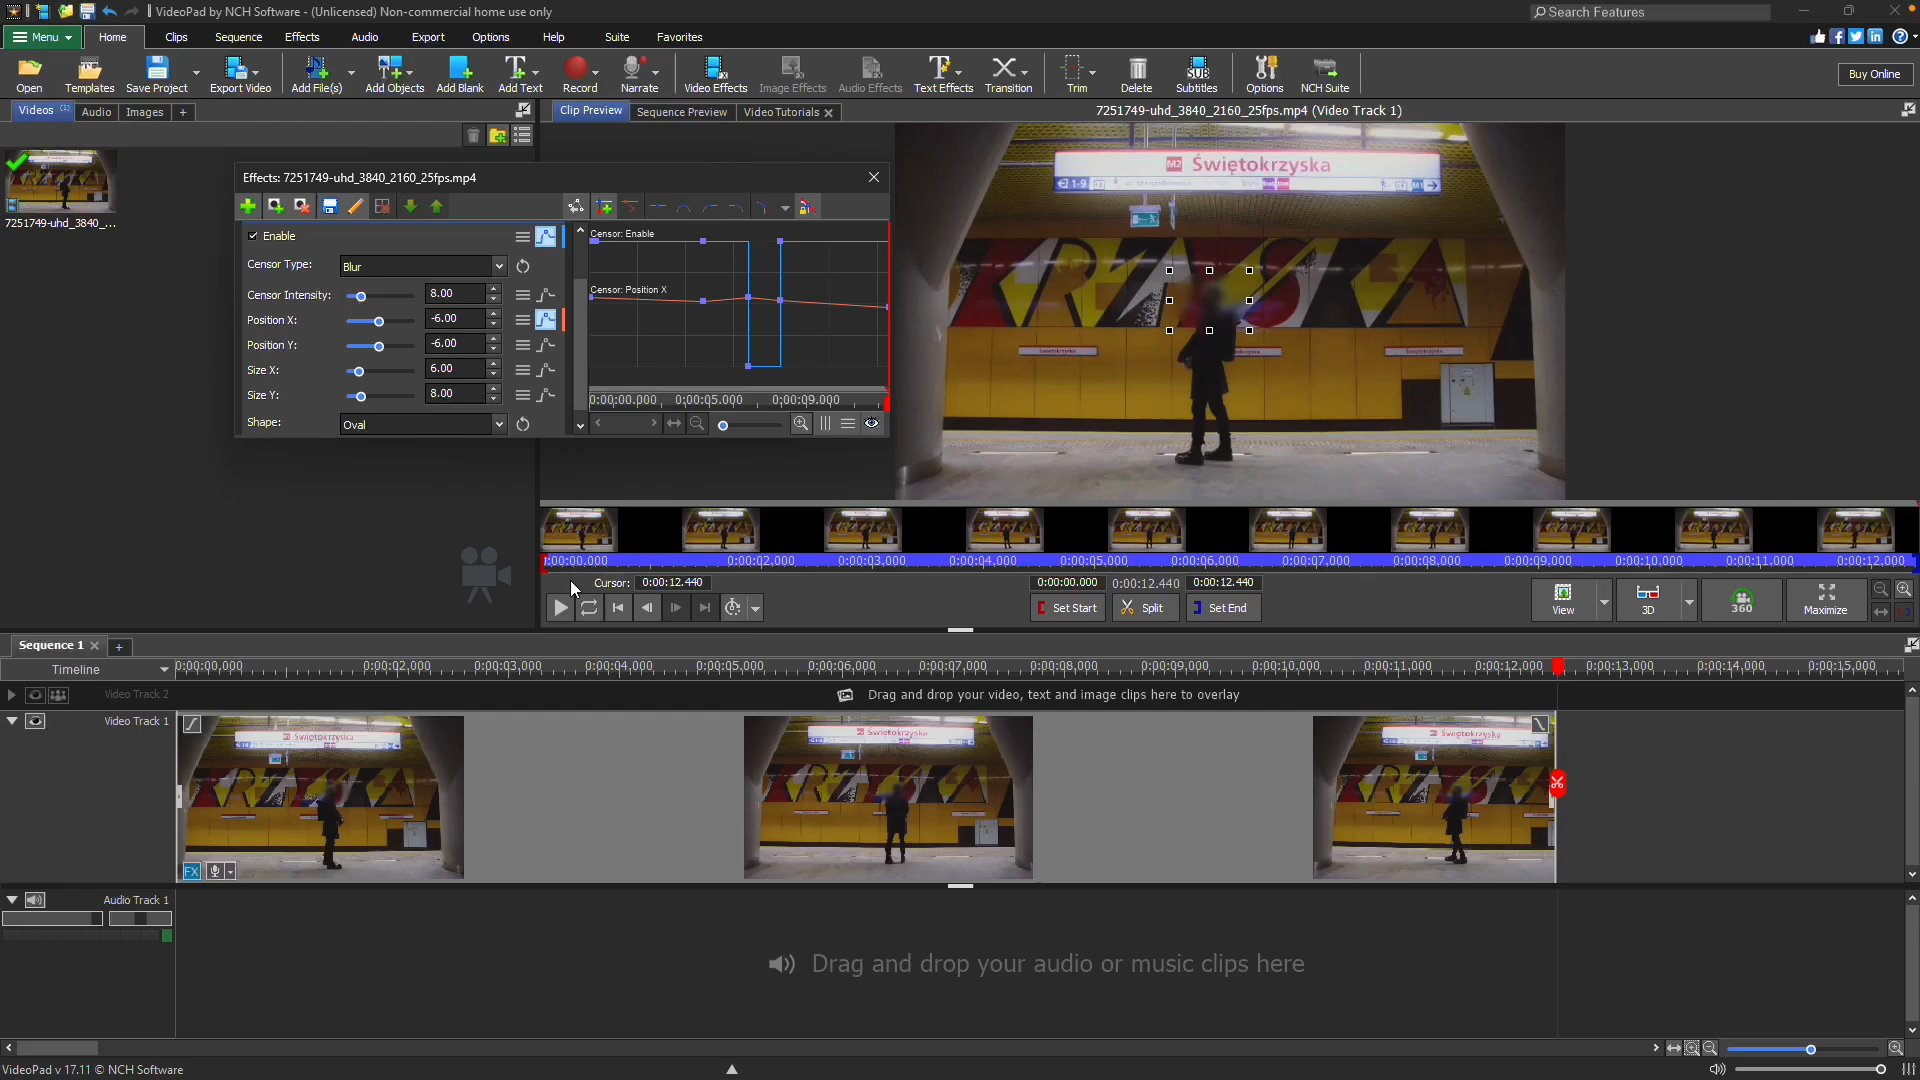 VideoPad by NCH Software - (Unlicensed) Non-commercial home use only
Search Features
Menu Home Clips Sequence Effects Audio Export Options Help Suite Favorites
Open Templates Save Project Export Video Add File(s) Add Objects Add Blank Add Text Record Narrate Video Effects Image Effects Audio Effects Text Effects Transition Trim Delete Subtitles Options NCH Suite Buy Online
Videos (1) Audio Images +
Clip Preview Sequence Preview Video Tutorials
7251749-uhd_3840_2160_25fps.mp4 (Video Track 1)
7251749-uhd_3840_...
Effects: 7251749-uhd_3840_2160_25fps.mp4
Enable
Censor Type: Blur
Censor Intensity: 8.00
Position X: -6.00
Position Y: -6.00
Size X: 6.00
Size Y: 8.00
Shape: Oval
Censor: Enable
Censor: Position X
0:00:00.000 0:00:05.000 0:00:09.000
M2 Świętokrzyska
1-9
0:00:00,000 0:00:02,000 0:00:03,000 0:00:04,000 0:00:05,000 0:00:06,000 0:00:07,000 0:00:08,000 0:00:09,000 0:00:10,000 0:00:11,000 0:00:12,000
Cursor: 0:00:12.440
0:00:00.000 0:00:12.440 0:00:12.440
Set Start Split Set End
View 3D 360 Maximize
Sequence 1
Timeline
0:00:00,000 0:00:02,000 0:00:03,000 0:00:04,000 0:00:05,000 0:00:06,000 0:00:07,000 0:00:08,000 0:00:09,000 0:00:10,000 0:00:11,000 0:00:12,000 0:00:13,000 0:00:14,000 0:00:15,000
Video Track 2
Drag and drop your video, text and image clips here to overlay
Video Track 1
Świętokrzyska Świętokrzyska Świętokrzyska
FX
Audio Track 1
Drag and drop your audio or music clips here
VideoPad v 17.11 © NCH Software